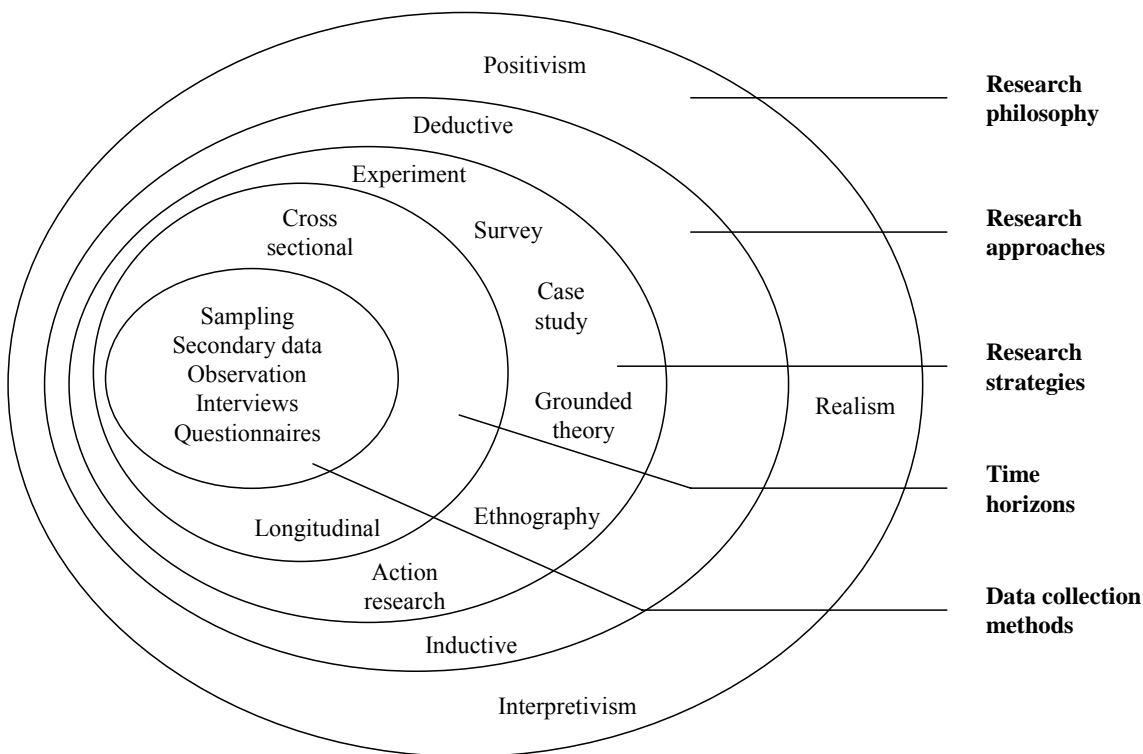 Positivism
Research
philosophy
Deductive
Experiment
Cross
sectional
Survey
Research
approaches
Case
study
Sampling
Secondary data
Observation
Interviews
Questionnaires
Research
strategies
Grounded
theory
Realism
Time
horizons
Longitudinal
Ethnography
Action
research
Data collection
methods
Inductive
Interpretivism